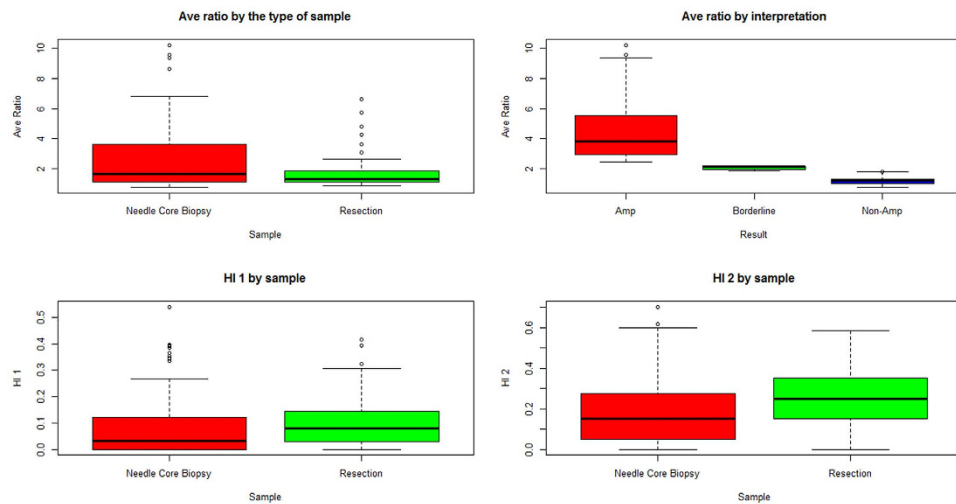 Ave ratio by the type of sample
Ave Ratio
10
8
6
4
2
Needle Core Biopsy Resection
Sample
Ave ratio by interpretation
Ave Ratio
10
8
6
4
2
Amp Borderline Non-Amp
Result
HI 1 by sample
HI 1
0.5
0.4
0.3
0.2
0.1
0.0
Needle Core Biopsy Resection
Sample
HI 2 by sample
HI 2
0.6
0.4
0.2
0.0
Needle Core Biopsy Resection
Sample